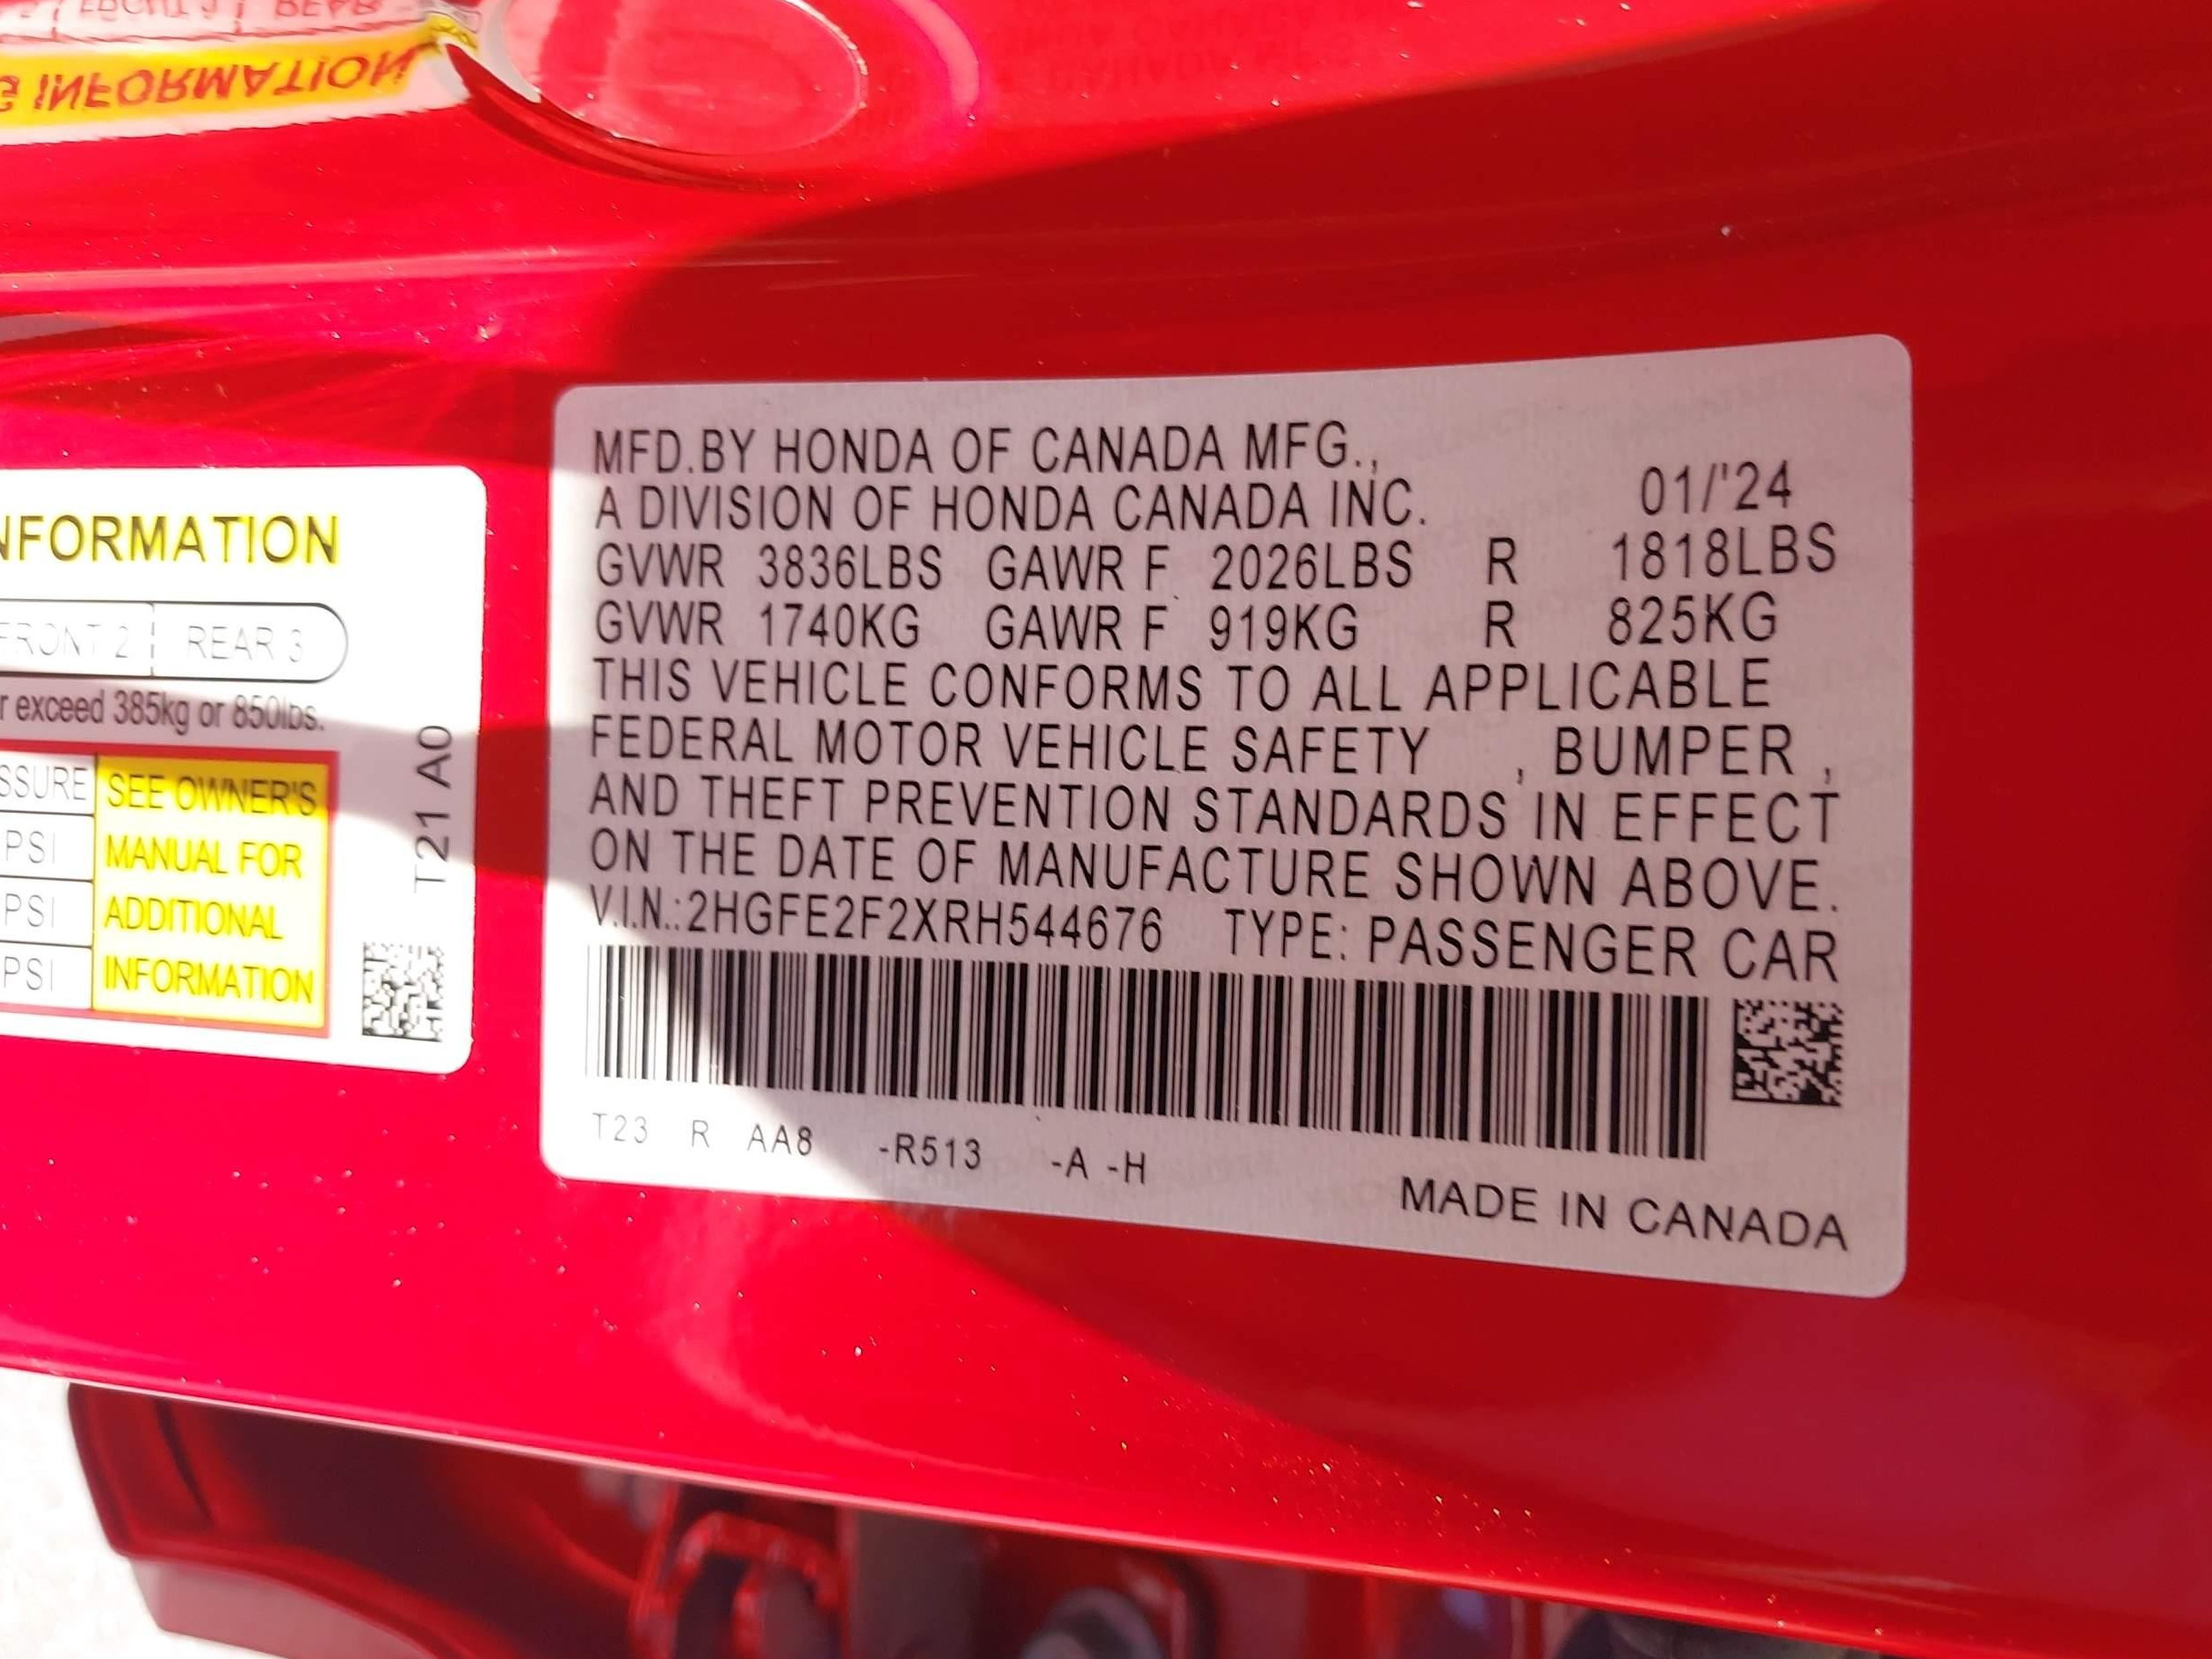 INFORMATION
NFORMATION
FRONT 2 REAR 3
r exceed 385kg or 850lbs.
SSURE SEE OWNER'S
PSI MANUAL FOR
PSI ADDITIONAL
PSI INFORMATION
T21 A0
MFD.BY HONDA OF CANADA MFG.,
A DIVISION OF HONDA CANADA INC. 01/'24
GVWR 3836LBS GAWR F 2026LBS R 1818LBS
GVWR 1740KG GAWR F 919KG R 825KG
THIS VEHICLE CONFORMS TO ALL APPLICABLE
FEDERAL MOTOR VEHICLE SAFETY , BUMPER ,
AND THEFT PREVENTION STANDARDS IN EFFECT
ON THE DATE OF MANUFACTURE SHOWN ABOVE.
V.I.N.:2HGFE2F2XRH544676 TYPE: PASSENGER CAR
T23 R AA8 -R513 -A -H
MADE IN CANADA